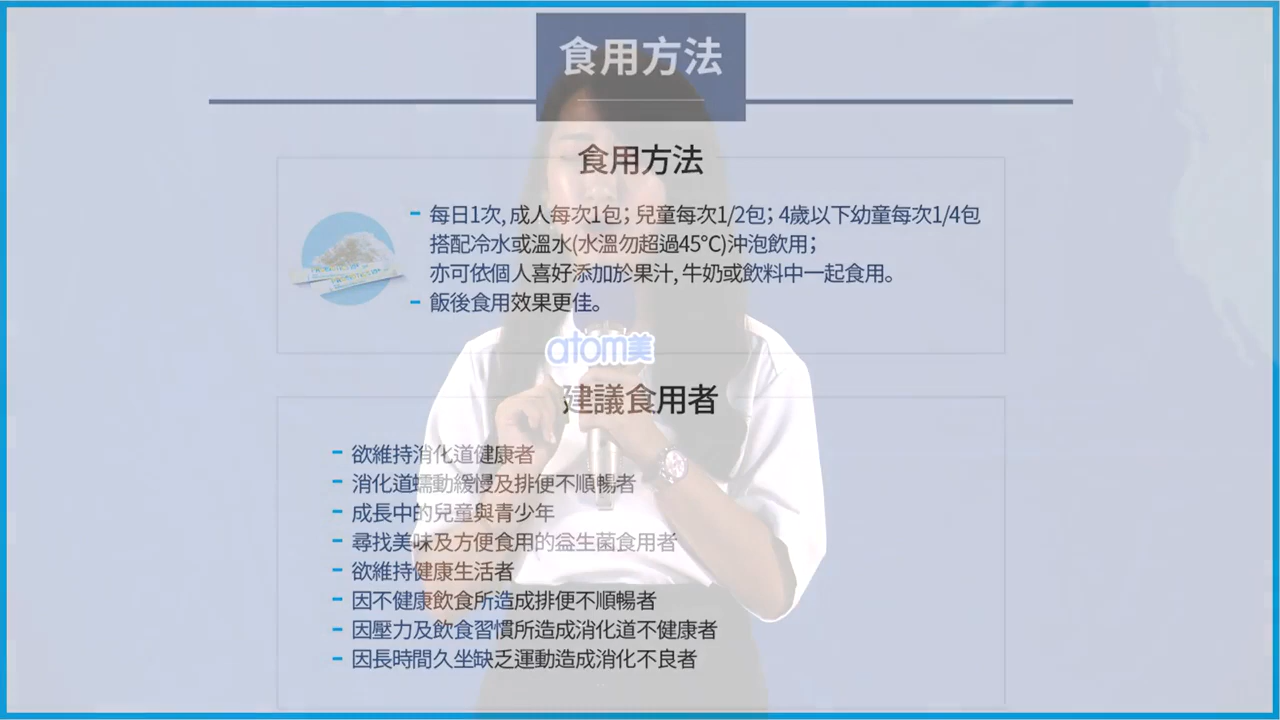 食用方法
食用方法
- 每日1次, 成人每次1包; 兒童每次1/2包; 4歲以下幼童每次1/4包
搭配冷水或溫水(水溫勿超過45℃)沖泡飲用;
亦可依個人喜好添加於果汁, 牛奶或飲料中一起食用。
- 飯後食用效果更佳。
atom美
建議食用者
- 欲維持消化道健康者
- 消化道蠕動緩慢及排便不順暢者
- 成長中的兒童與青少年
- 尋找美味及方便食用的益生菌食用者
- 欲維持健康生活者
- 因不健康飲食所造成排便不順暢者
- 因壓力及飲食習慣所造成消化道不健康者
- 因長時間久坐缺乏運動造成消化不良者